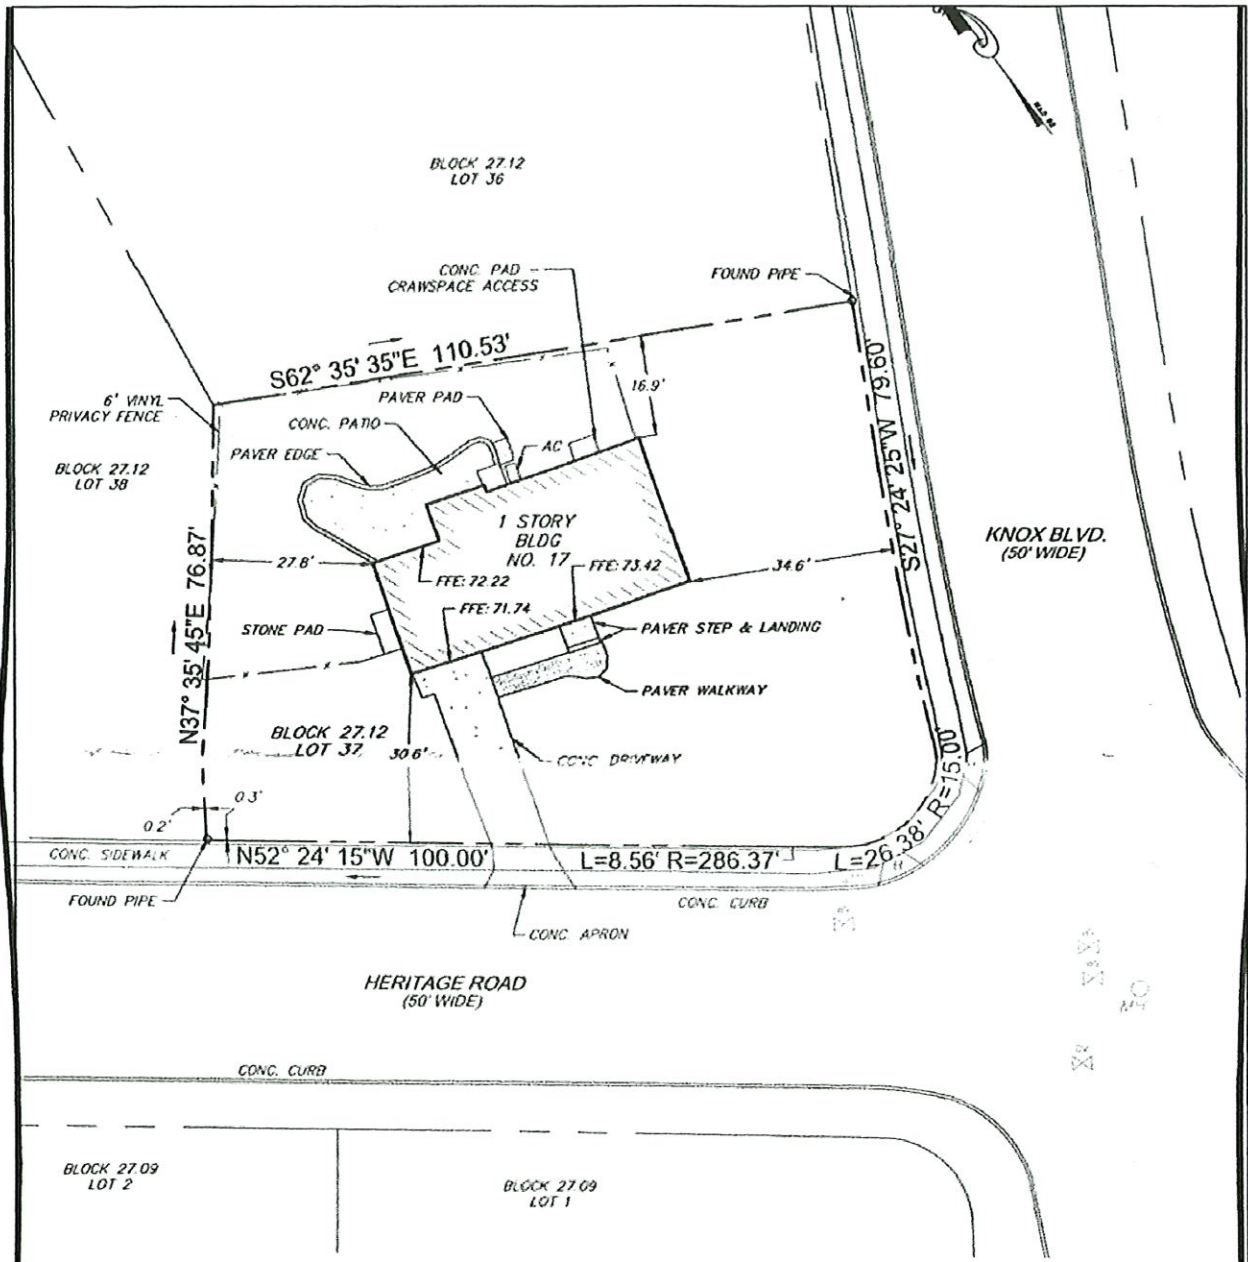 BLOCK 27.12
LOT 36
CONC. PAD
CRAWSPACE ACCESS
FOUND PIPE
S62° 35' 35"E 110.53'
16.9'
6' VINYL
PRIVACY FENCE
PAVER PAD
CONC. PATIO
AC
PAVER EDGE
BLOCK 27.12
LOT 38
S27° 24' 25"W 79.60'
1 STORY
BLDG
NO. 17
KNOX BLVD.
(50' WIDE)
27.8'
FFE: 72.22
FFE: 73.42
34.6'
FFE: 71.74
N37° 35' 45"E 76.87'
STONE PAD
PAVER STEP & LANDING
PAVER WALKWAY
BLOCK 27.12
LOT 37
30.6'
CONC. DRIVEWAY
0.3'
0.2'
CONC. SIDEWALK
N52° 24' 15"W 100.00'
L=8.56' R=286.37'
L=26.38' R=15.00'
FOUND PIPE
CONC. CURB
CONC. APRON
HERITAGE ROAD
(50' WIDE)
CONC. CURB
BLOCK 27.09
LOT 2
BLOCK 27.09
LOT 1